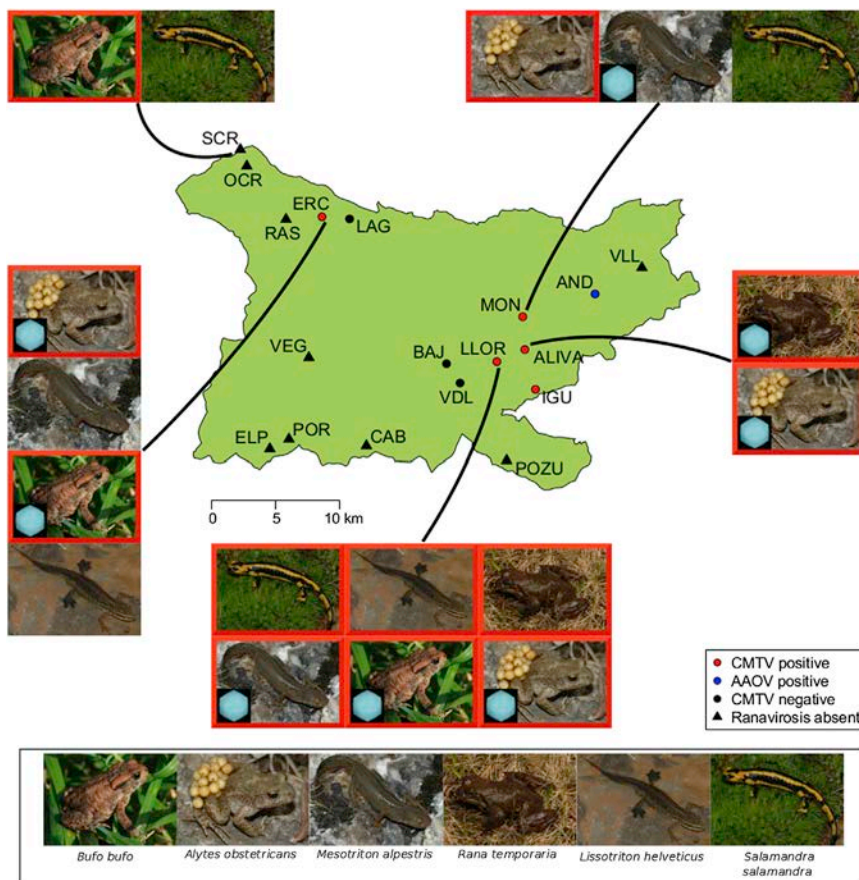 SCR
OCR
ERC
RAS
LAG
VLL
AND
MON
VEG
BAJ
LLOR
ALIVA
VDL
IGU
ELP
POR
CAB
POZU
0 5 10 km
CMTV positive
AAOV positive
CMTV negative
Ranavirosis absent
Bufo bufo
Alytes obstetricans
Mesotriton alpestris
Rana temporaria
Lissotriton helveticus
Salamandra
salamandra